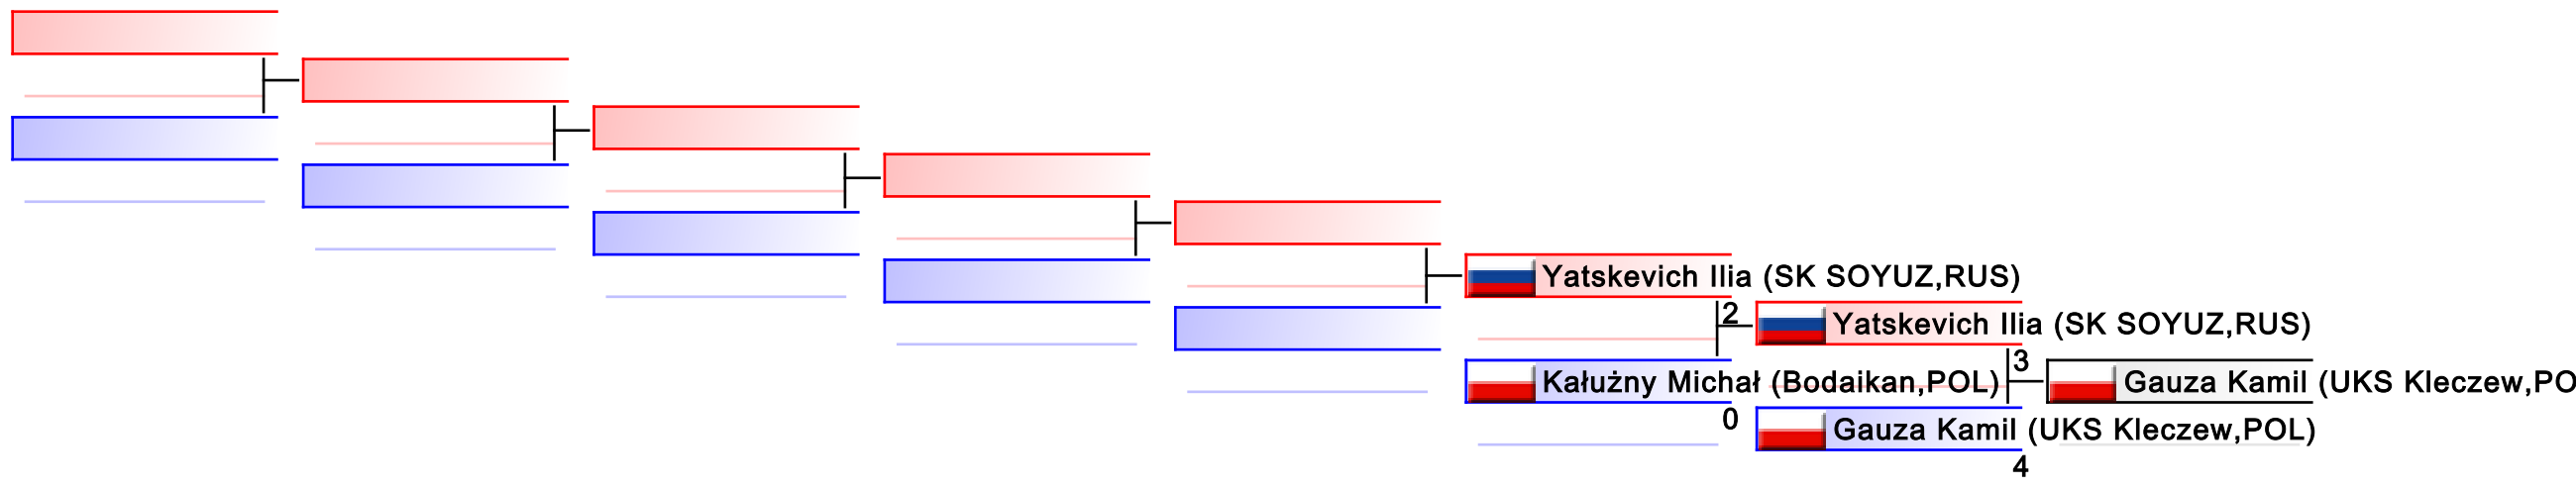 Yatskevich Ilia (SK SOYUZ,RUS)
2
Yatskevich Ilia (SK SOYUZ,RUS)
3
Kałużny Michał (Bodaikan,POL)
Gauza Kamil (UKS Kleczew,PO
0
Gauza Kamil (UKS Kleczew,POL)
4